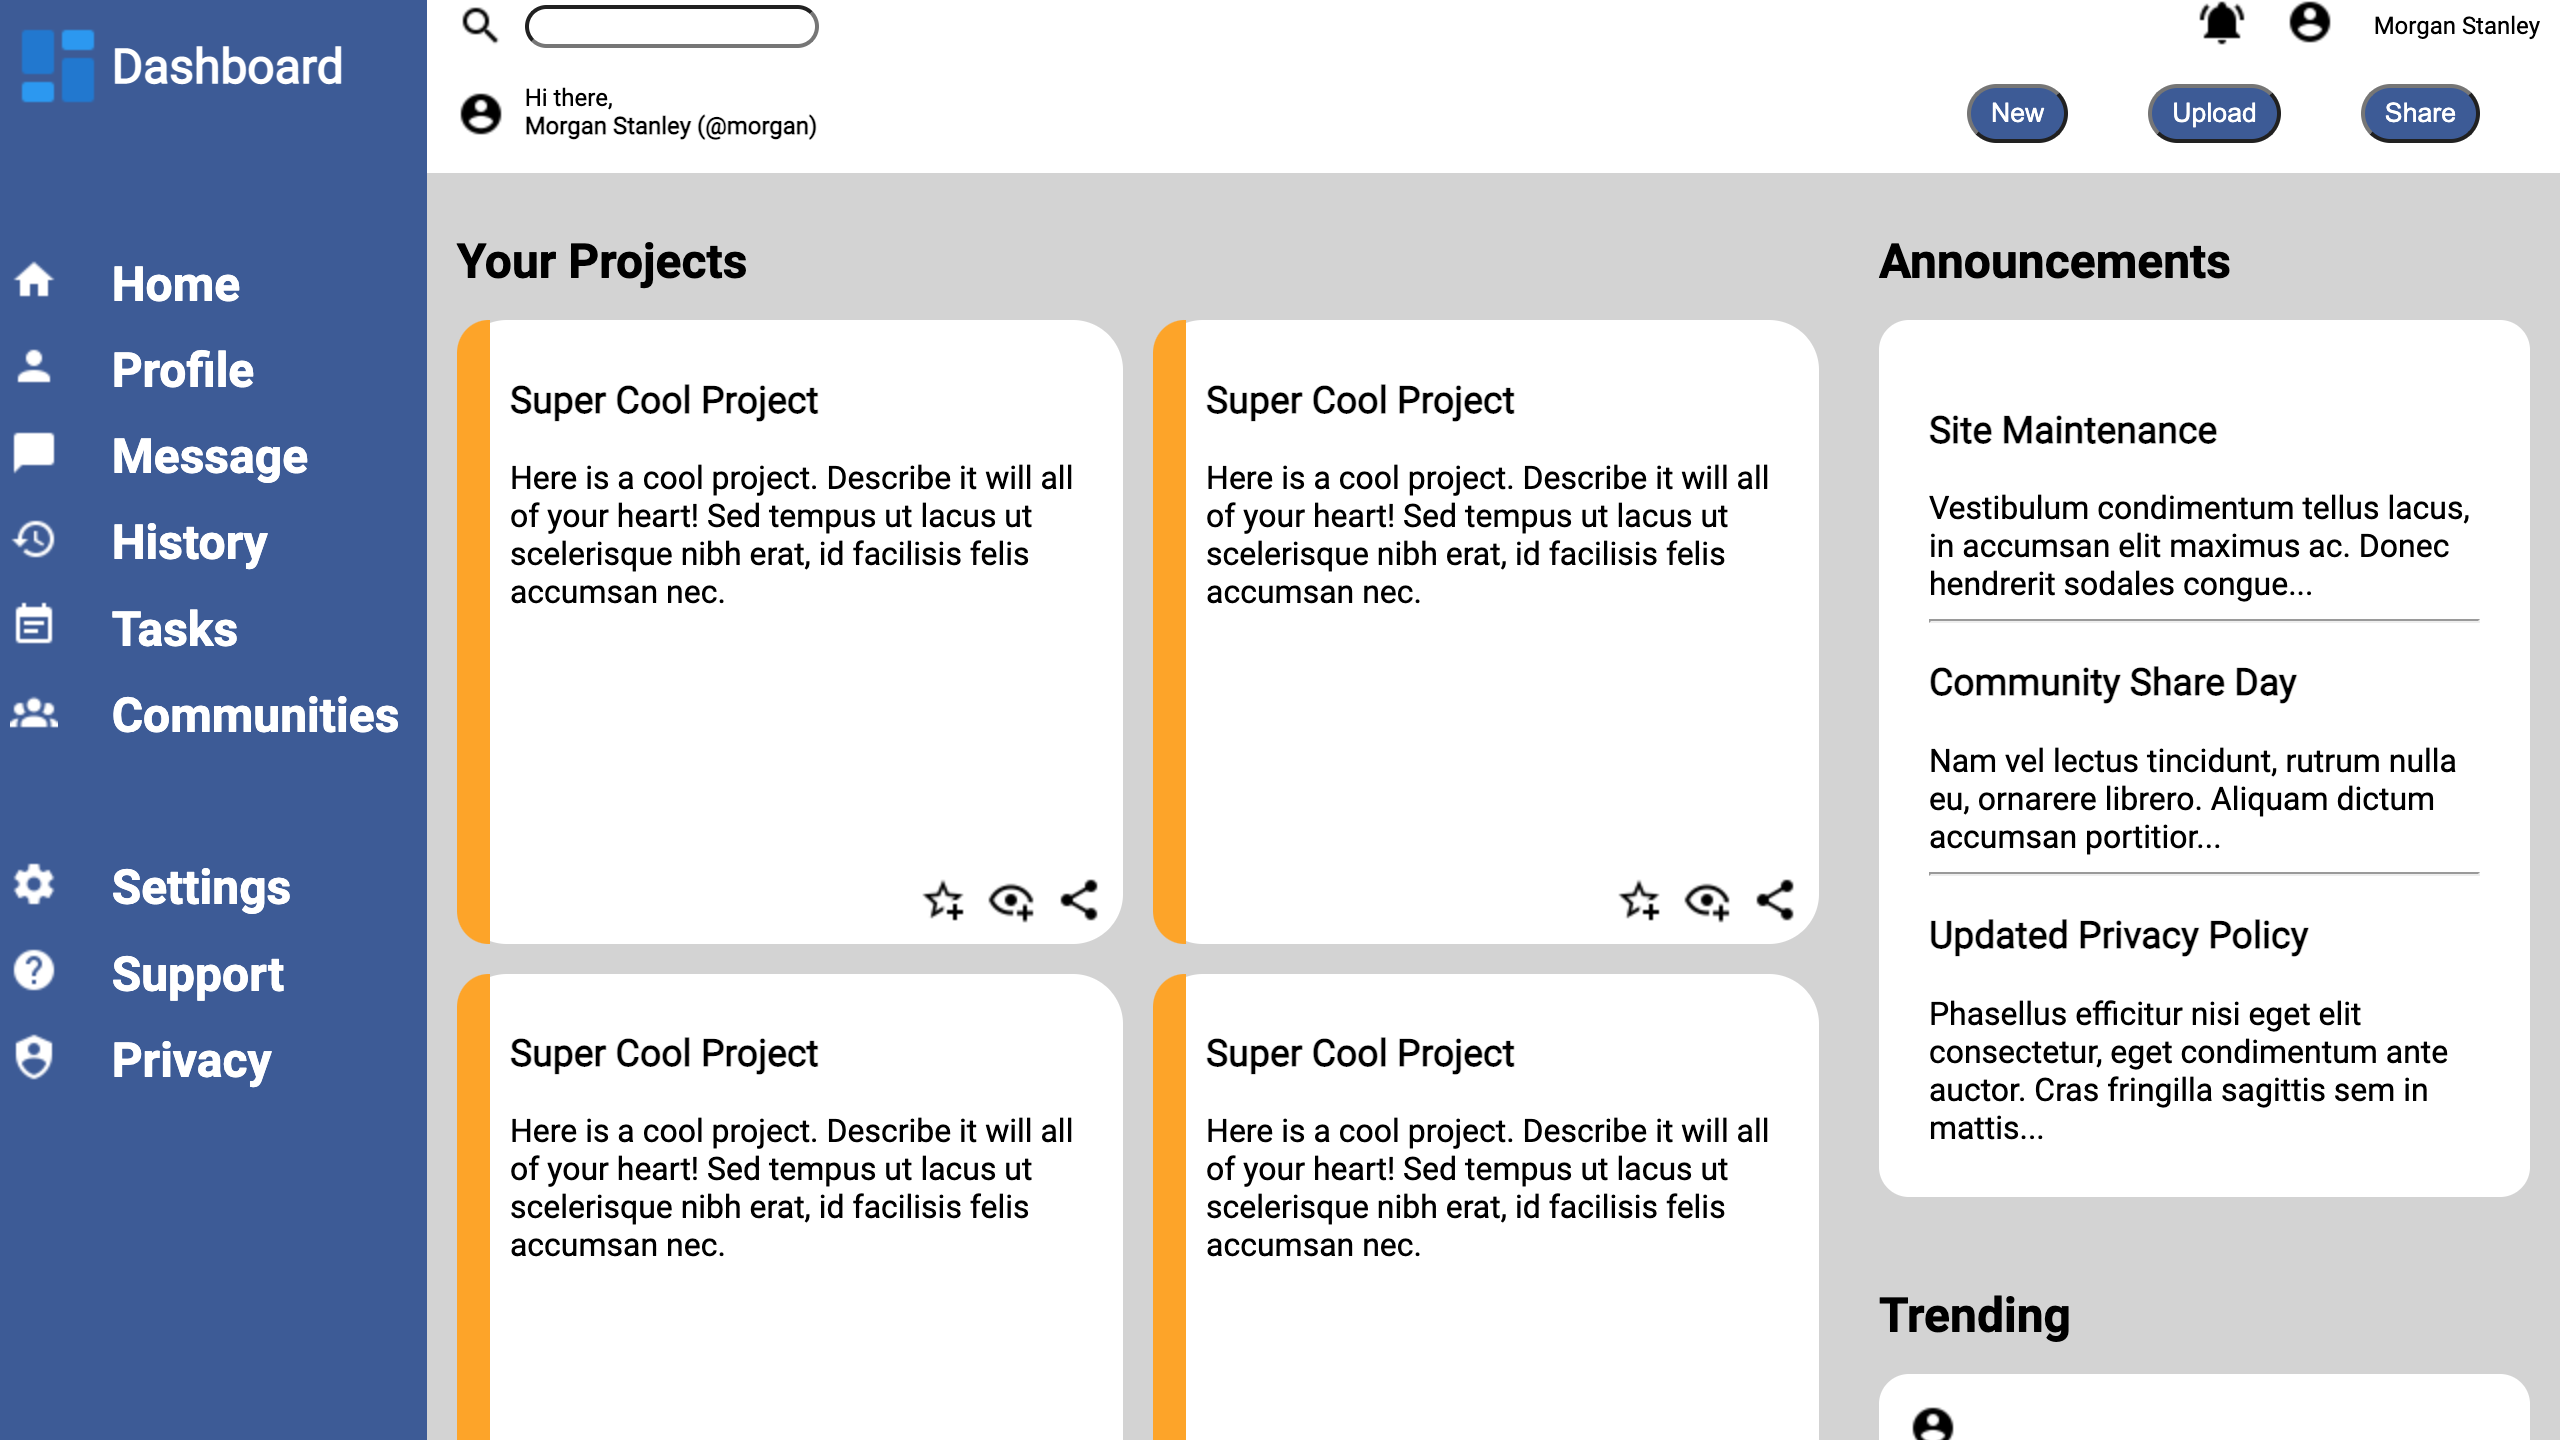 Dashboard
Home
Profile
Message
History
Tasks
Communities
Settings
Support
Privacy
Morgan Stanley
Hi there,
Morgan Stanley (@morgan)
New
Upload
Share
Your Projects
Super Cool Project
Here is a cool project. Describe it will all
of your heart! Sed tempus ut lacus ut
scelerisque nibh erat, id facilisis felis
accumsan nec.
Super Cool Project
Here is a cool project. Describe it will all
of your heart! Sed tempus ut lacus ut
scelerisque nibh erat, id facilisis felis
accumsan nec.
Super Cool Project
Here is a cool project. Describe it will all
of your heart! Sed tempus ut lacus ut
scelerisque nibh erat, id facilisis felis
accumsan nec.
Super Cool Project
Here is a cool project. Describe it will all
of your heart! Sed tempus ut lacus ut
scelerisque nibh erat, id facilisis felis
accumsan nec.
Announcements
Site Maintenance
Vestibulum condimentum tellus lacus,
in accumsan elit maximus ac. Donec
hendrerit sodales congue...
Community Share Day
Nam vel lectus tincidunt, rutrum nulla
eu, ornarere librero. Aliquam dictum
accumsan portitior...
Updated Privacy Policy
Phasellus efficitur nisi eget elit
consectetur, eget condimentum ante
auctor. Cras fringilla sagittis sem in
mattis...
Trending